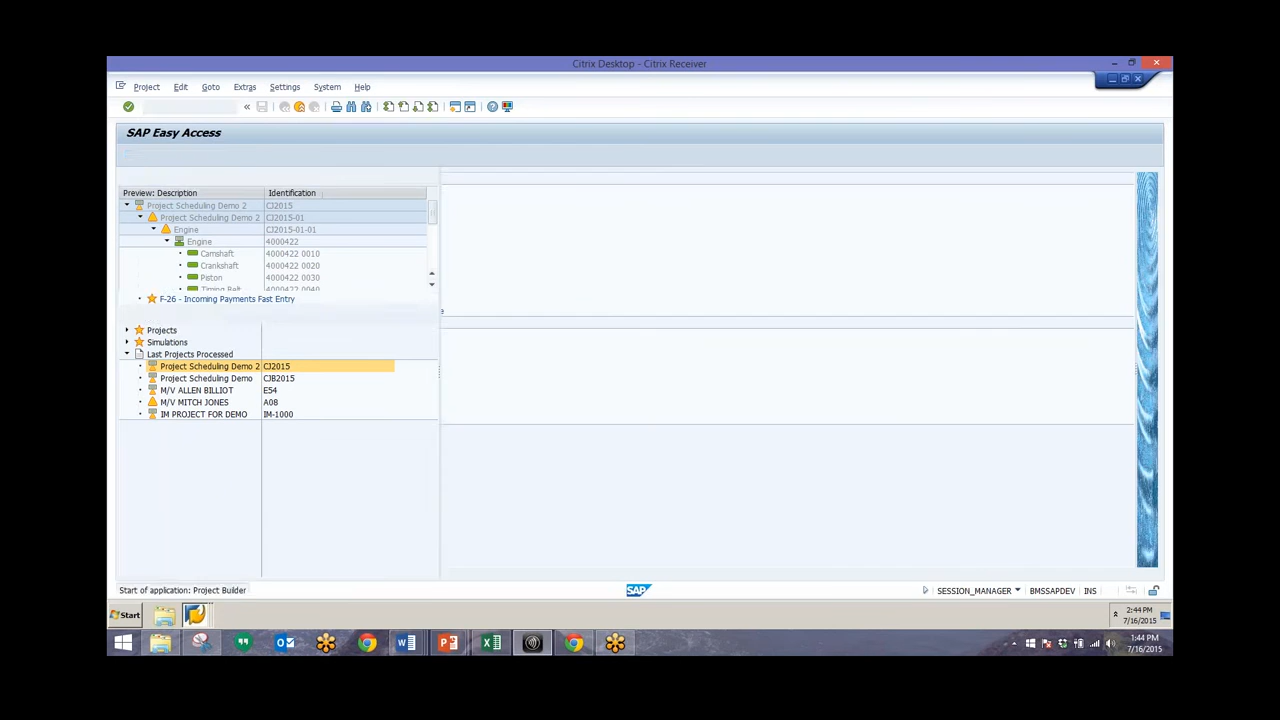 Citrix Desktop - Citrix Receiver
Project Edit Goto Extras Settings System Help
SAP Easy Access
Preview: Description Identification
Project Scheduling Demo 2 CJ2015
Project Scheduling Demo 2 CJ2015-01
Engine CJ2015-01-01
Engine 4000422
Camshaft 4000422 0010
Crankshaft 4000422 0020
Piston 4000422 0030
Timing Belt 4000422 0040
F-26 - Incoming Payments Fast Entry
e
Projects
Simulations
Last Projects Processed
Project Scheduling Demo 2 CJ2015
Project Scheduling Demo CJB2015
M/V ALLEN BILLIOT E54
M/V MITCH JONES A08
IM PROJECT FOR DEMO IM-1000
Start of application: Project Builder SAP SESSION_MANAGER BMSSAPDEV INS
Start 2:44 PM
7/16/2015
1:44 PM
7/16/2015